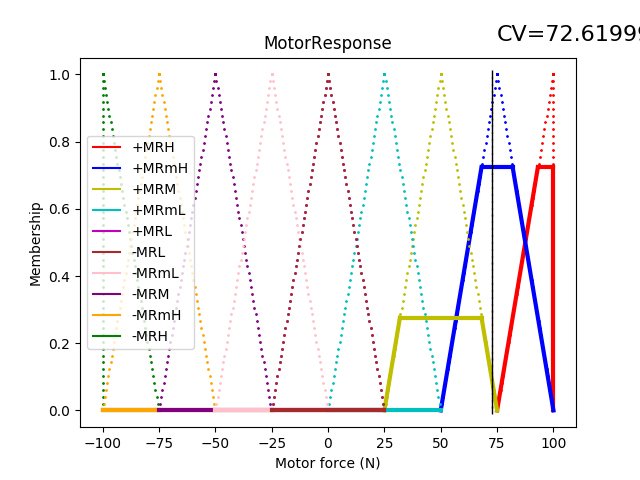 CV=72.61999
MotorResponse
1.0
0.8
0.6
0.4
0.2
0.0
Membership
+MRH
+MRmH
+MRM
+MRmL
+MRL
-MRL
-MRmL
-MRM
-MRmH
-MRH
−100
−75
−50
−25
0
25
50
75
100
Motor force (N)